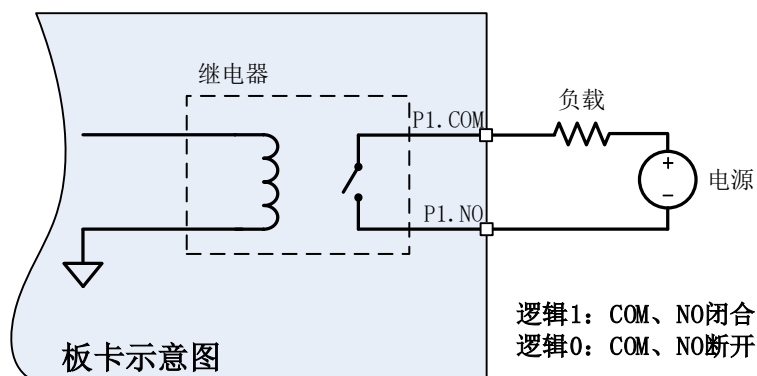 继电器
负载
P1.COM
+
电源
−
P1.NO
逻辑1: COM、NO闭合
逻辑0: COM、NO断开
板卡示意图